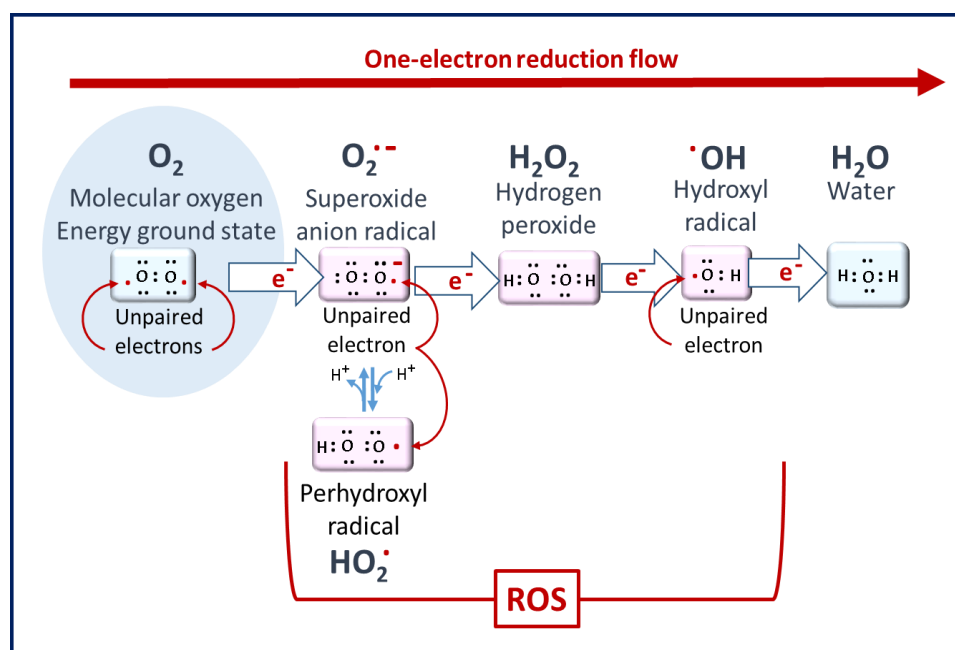 One-electron reduction flow
O₂
Molecular oxygen
Energy ground state
O : O
Unpaired
electrons
e⁻
O₂•⁻
Superoxide
anion radical
:O:O
Unpaired
electron
H⁺
H⁺
H:O:O•
Perhydroxyl
radical
HO₂•
e⁻
H₂O₂
Hydrogen
peroxide
H:O:O:H
e⁻
•OH
Hydroxyl
radical
•O:H
Unpaired
electron
e⁻
H₂O
Water
H:O:H
ROS